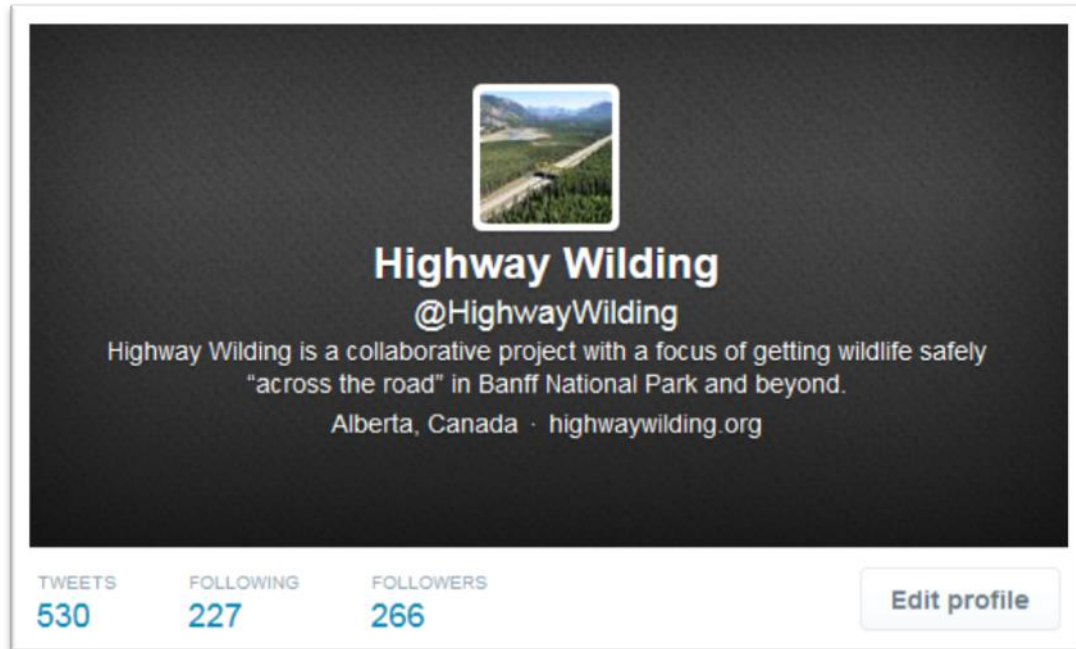 Highway Wilding
@HighwayWilding
Highway Wilding is a collaborative project with a focus of getting wildlife safely
“across the road” in Banff National Park and beyond.
Alberta, Canada · highwaywilding.org
TWEETS FOLLOWING FOLLOWERS
530 227 266
Edit profile